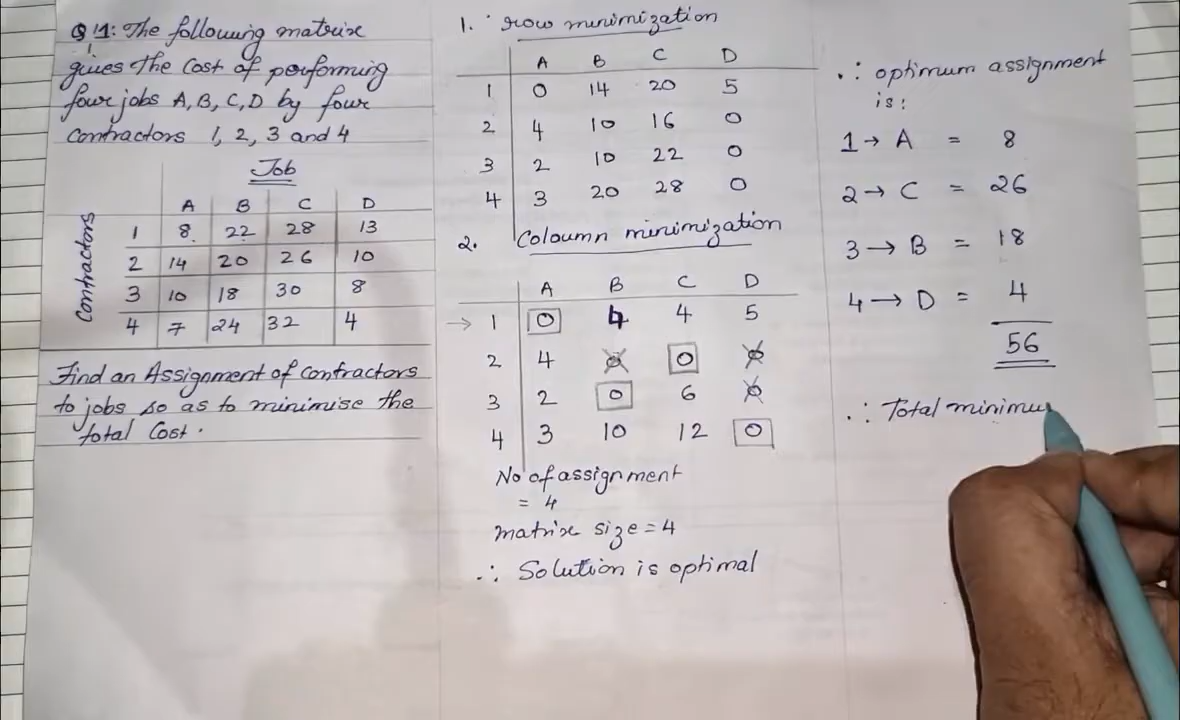 Q 1: The following matrix
gives the cost of performing
four jobs A, B, C, D by four
contractors 1, 2, 3 and 4
Job
A B C D
Contractors
1 8 22 28 13
2 14 20 26 10
3 10 18 30 8
4 7 24 32 4
Find an Assignment of contractors
to jobs so as to minimise the
total cost.
1. row minimization
A B C D
1 0 14 20 5
2 4 10 16 0
3 2 10 22 0
4 3 20 28 0
2. Coloumn minimization
A B C D
→ 1 0 4 4 5
2 4 0 0 0
3 2 0 6 0
4 3 10 12 0
No of assignment
= 4
matrix size = 4
∴ Solution is optimal
∴ optimum assignment
is:
1 → A = 8
2 → C = 26
3 → B = 18
4 → D = 4
56
∴ Total minimu